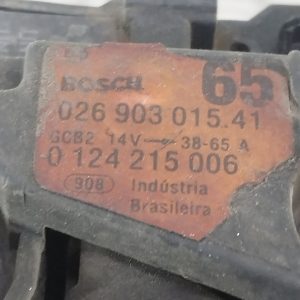 BOSCH 65
026 903 015.41
GCB2 14V → 38-65 A
0 124 215 006
908 Indústria
Brasileira